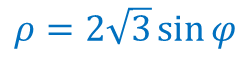 ρ = 2√3 sin φ